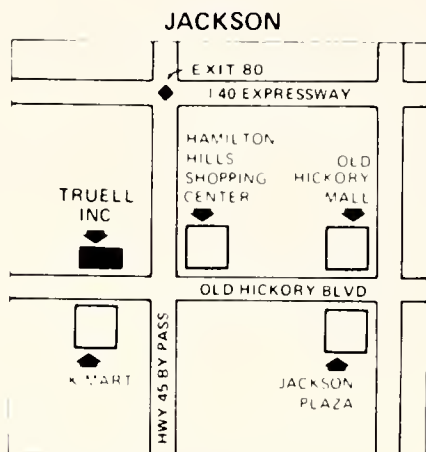 JACKSON
EXIT 80
I 40 EXPRESSWAY
HAMILTON
HILLS
SHOPPING
CENTER
OLD
HICKORY
MALL
TRUELL
INC
OLD HICKORY BLVD
HWY 45 BY PASS
K MART
JACKSON
PLAZA